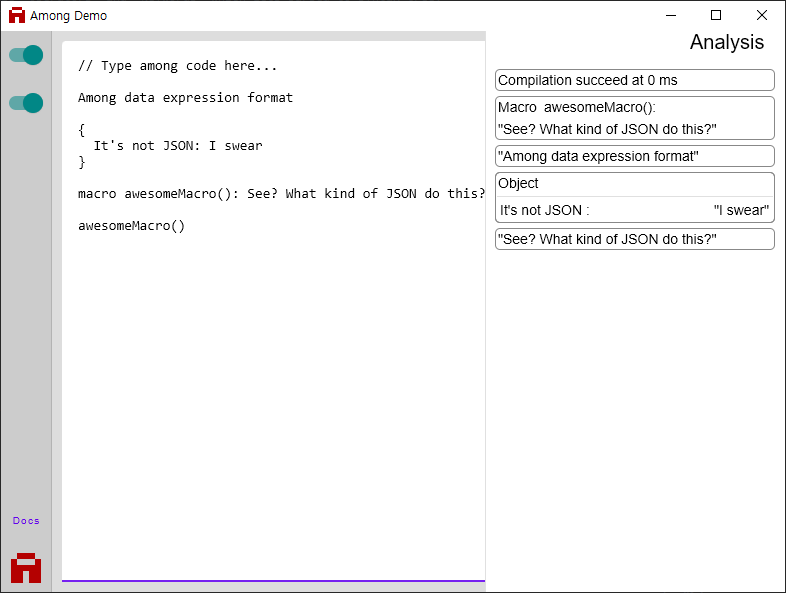 Among Demo
Analysis
// Type among code here...
Among data expression format
{
It's not JSON: I swear
}
macro awesomeMacro(): See? What kind of JSON do this?
awesomeMacro()
Docs
Compilation succeed at 0 ms
Macro awesomeMacro():
"See? What kind of JSON do this?"
"Among data expression format"
Object
It's not JSON : "I swear"
"See? What kind of JSON do this?"